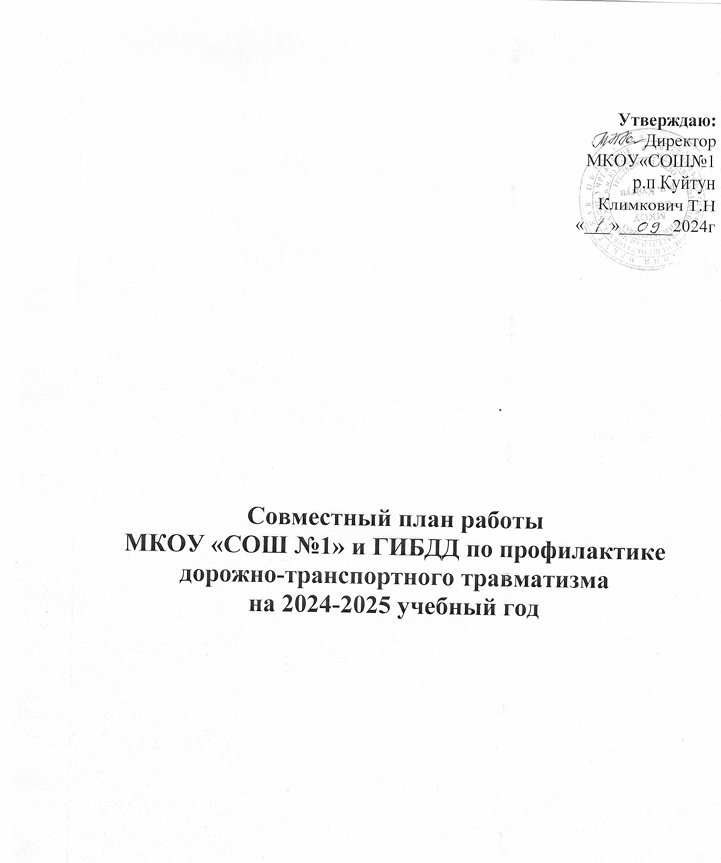 Утверждаю:
Директор
МКОУ«СОШ№1
р.п Куйтун
Климкович Т.Н
« 1 » 09 2024г
Совместный план работы
МКОУ «СОШ №1» и ГИБДД по профилактике
дорожно-транспортного травматизма
на 2024-2025 учебный год